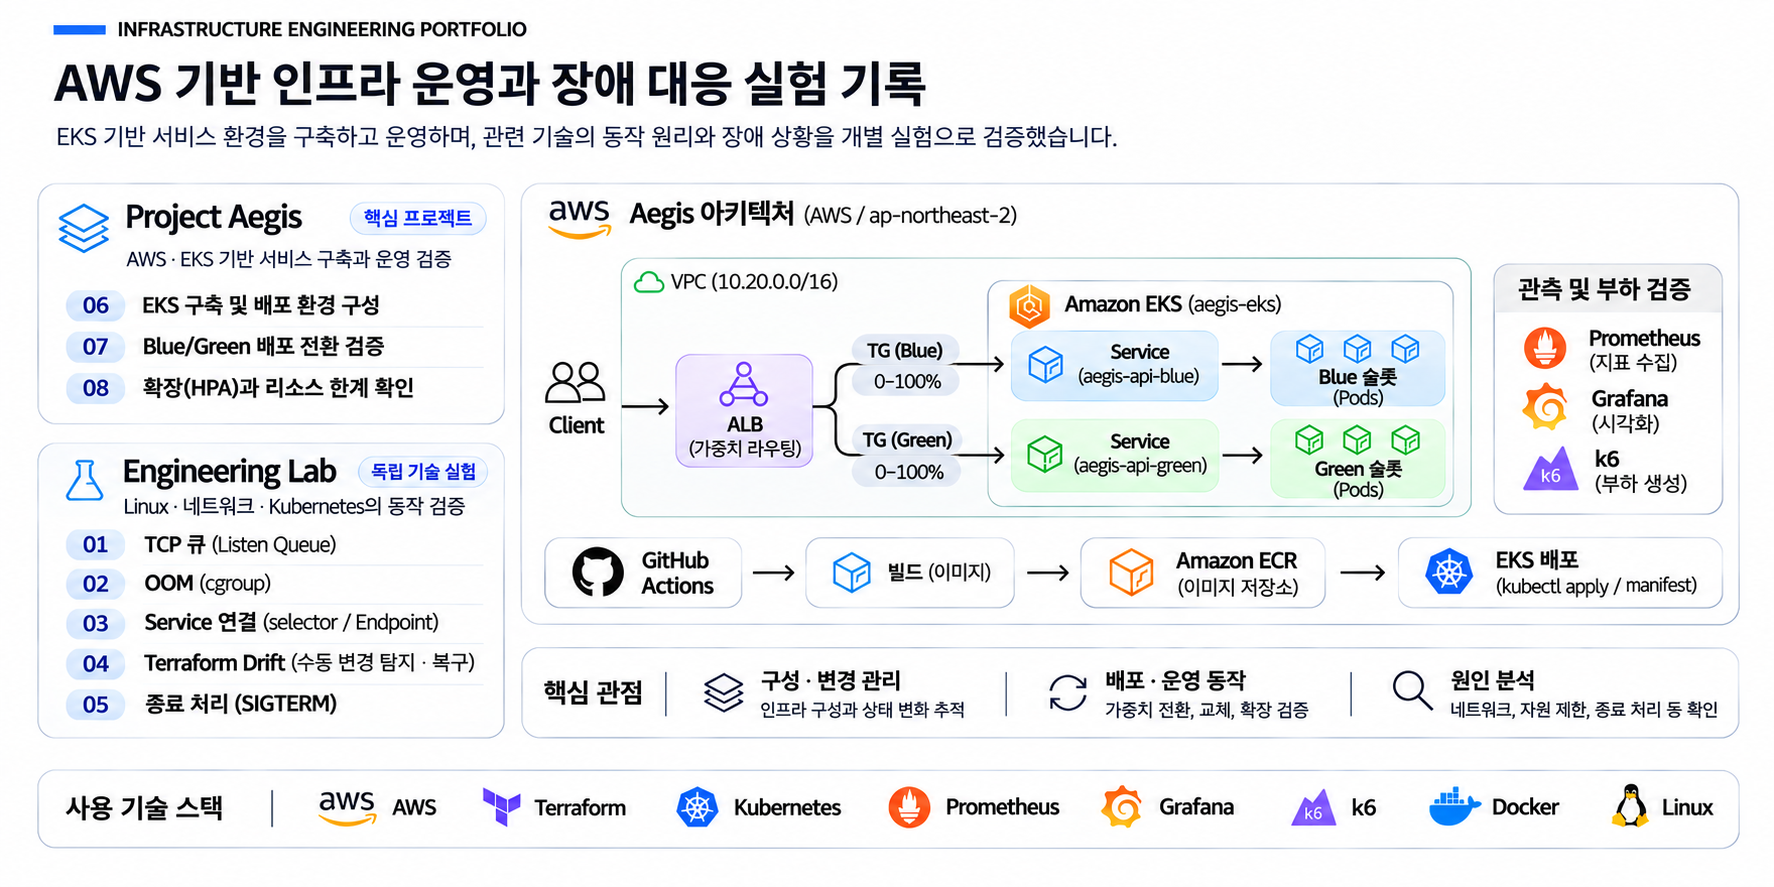 INFRASTRUCTURE ENGINEERING PORTFOLIO
AWS 기반 인프라 운영과 장애 대응 실험 기록
EKS 기반 서비스 환경을 구축하고 운영하며, 관련 기술의 동작 원리와 장애 상황을 개별 실험으로 검증했습니다.
Project Aegis
핵심 프로젝트
AWS · EKS 기반 서비스 구축과 운영 검증
06 EKS 구축 및 배포 환경 구성
07 Blue/Green 배포 전환 검증
08 확장(HPA)과 리소스 한계 확인
Engineering Lab
독립 기술 실험
Linux · 네트워크 · Kubernetes의 동작 검증
01 TCP 큐 (Listen Queue)
02 OOM (cgroup)
03 Service 연결 (selector / Endpoint)
04 Terraform Drift (수동 변경 탐지 · 복구)
05 종료 처리 (SIGTERM)
aws Aegis 아키텍처 (AWS / ap-northeast-2)
VPC (10.20.0.0/16)
Client
ALB
(가중치 라우팅)
TG (Blue)
0–100%
TG (Green)
0–100%
Amazon EKS (aegis-eks)
Service
(aegis-api-blue)
Blue 슬롯
(Pods)
Service
(aegis-api-green)
Green 슬롯
(Pods)
관측 및 부하 검증
Prometheus
(지표 수집)
Grafana
(시각화)
k6
k6
(부하 생성)
GitHub
Actions
빌드 (이미지)
Amazon ECR
(이미지 저장소)
EKS 배포
(kubectl apply / manifest)
핵심 관점
구성 · 변경 관리
인프라 구성과 상태 변화 추적
배포 · 운영 동작
가중치 전환, 교체, 확장 검증
원인 분석
네트워크, 자원 제한, 종료 처리 등 확인
사용 기술 스택
aws AWS
Terraform
Kubernetes
Prometheus
Grafana
k6 k6
Docker
Linux